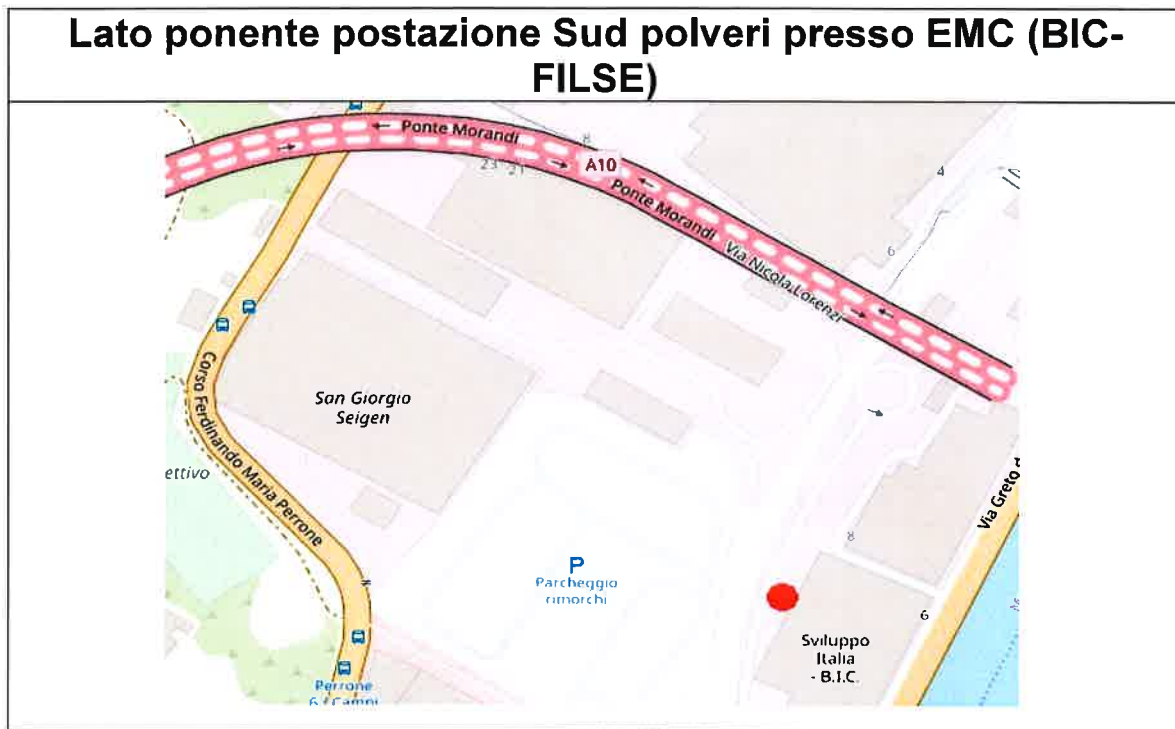 Lato ponente postazione Sud polveri presso EMC (BIC-
FILSE)
Ponte Morandi
8
A10
23
21
Ponte Morandi
4
6
Via Nicola Lorenzi
San Giorgio
Seigen
Corso Ferdinando Maria Perrone
ettivo
Via Greto d
8
P
Parcheggio
rimorchi
6
Sviluppo
Italia
- B.I.C.
Perrone
6 / Campi